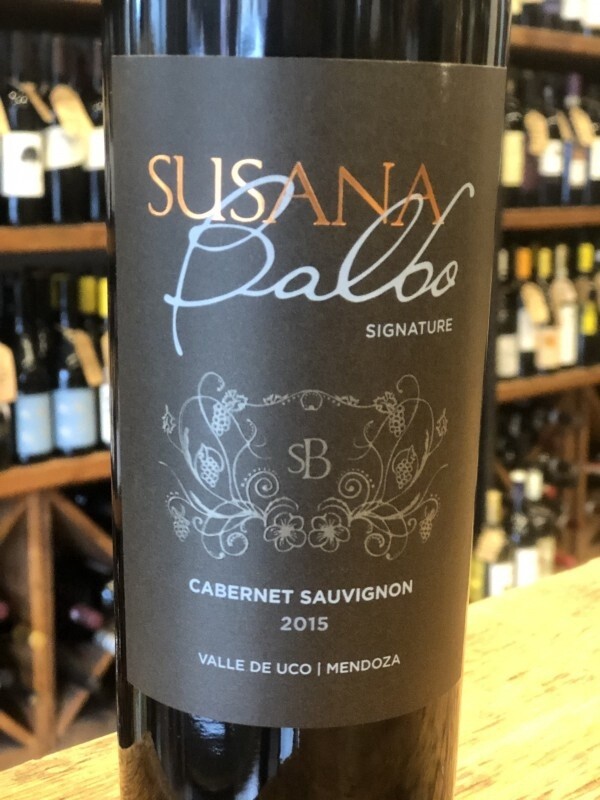 SUSANA
Balbo
SIGNATURE
SB
CABERNET SAUVIGNON
2015
VALLE DE UCO | MENDOZA